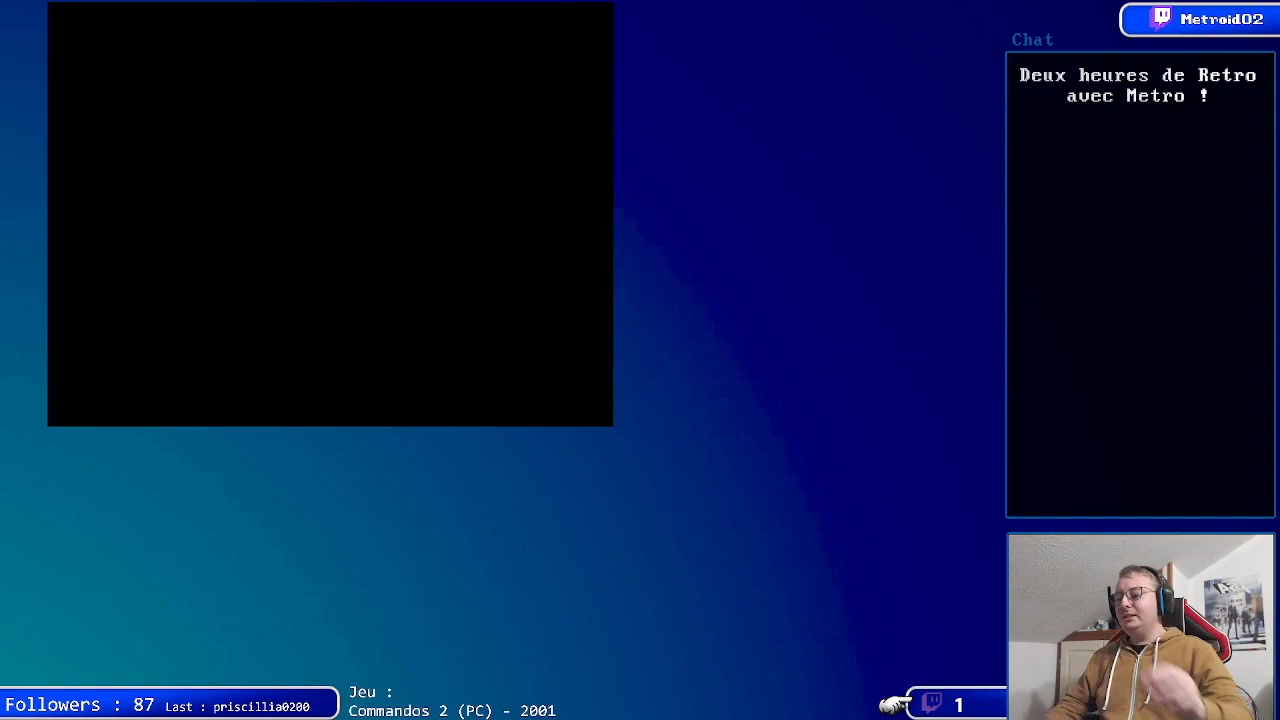 Metroid02
Chat
Deux heures de Retro
avec Metro !
Followers : 87 Last : priscillia0200
Jeu :
Commandos 2 (PC) - 2001
1